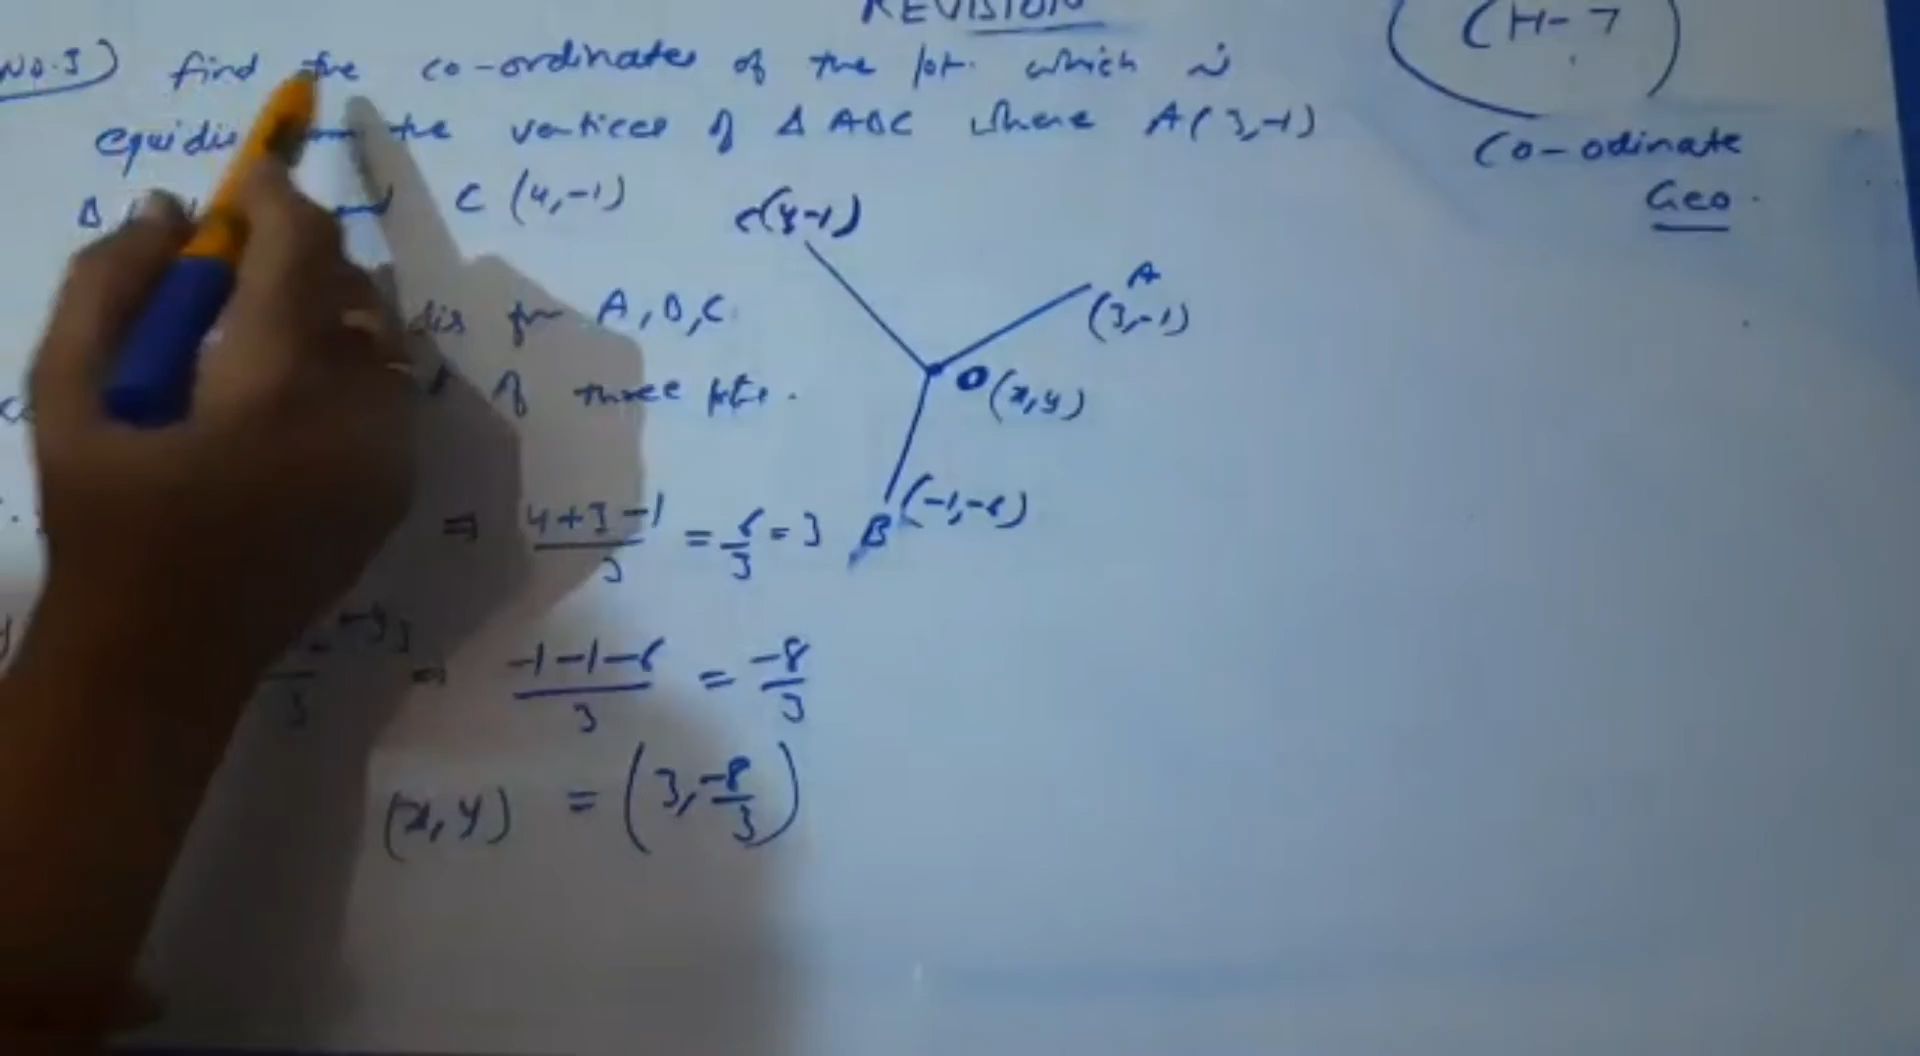 REVISION
CH-7
No.3) find the co-ordinates of the pt. which is
equidis the vertices of Δ ABC where A(3,-1)
Co-odinate
Geo.
B C (4,-1)
C(4-1)
A
(3,-1)
dis A, B, C.
O(x,y)
of three pts.
B(-1,-6)
⇒ 4+3-1/3 = 6/3 = 3
3 ⇒ -1-1-6/3 = -8/3
(x,y) = (3, -8/3)